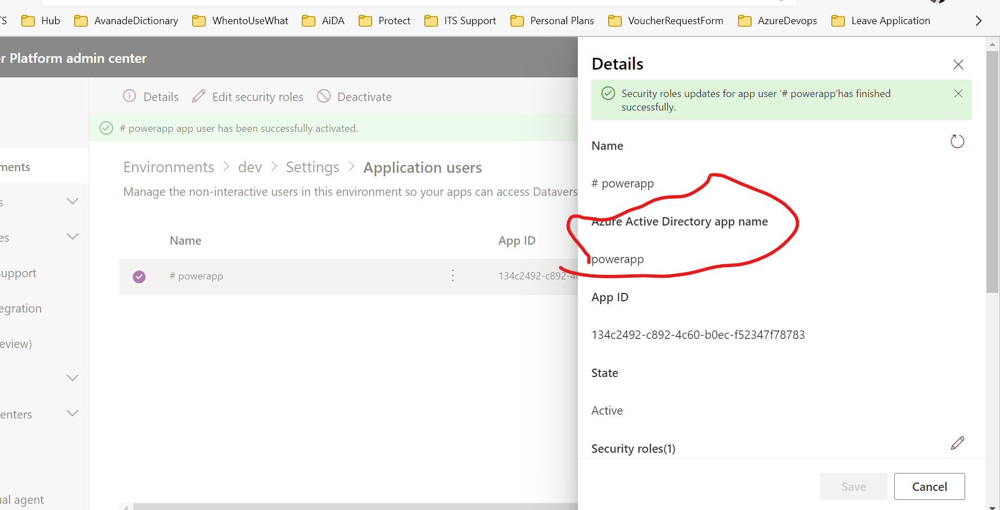 Hub AvanadeDictionary WhentoUseWhat AiDA Protect ITS Support Personal Plans VoucherRequestForm AzureDevops Leave Application
r Platform admin center
Details Edit security roles Deactivate
# powerapp app user has been successfully activated.
Environments > dev > Settings > Application users
Manage the non-interactive users in this environment so your apps can access Datavers
Name App ID
# powerapp 134c2492-c892-4c
ments
s
es
support
egration
eview)
enters
ual agent
Details
Security roles updates for app user '# powerapp'has finished
successfully.
Name
# powerapp
Azure Active Directory app name
powerapp
App ID
134c2492-c892-4c60-b0ec-f52347f78783
State
Active
Security roles(1)
Save Cancel